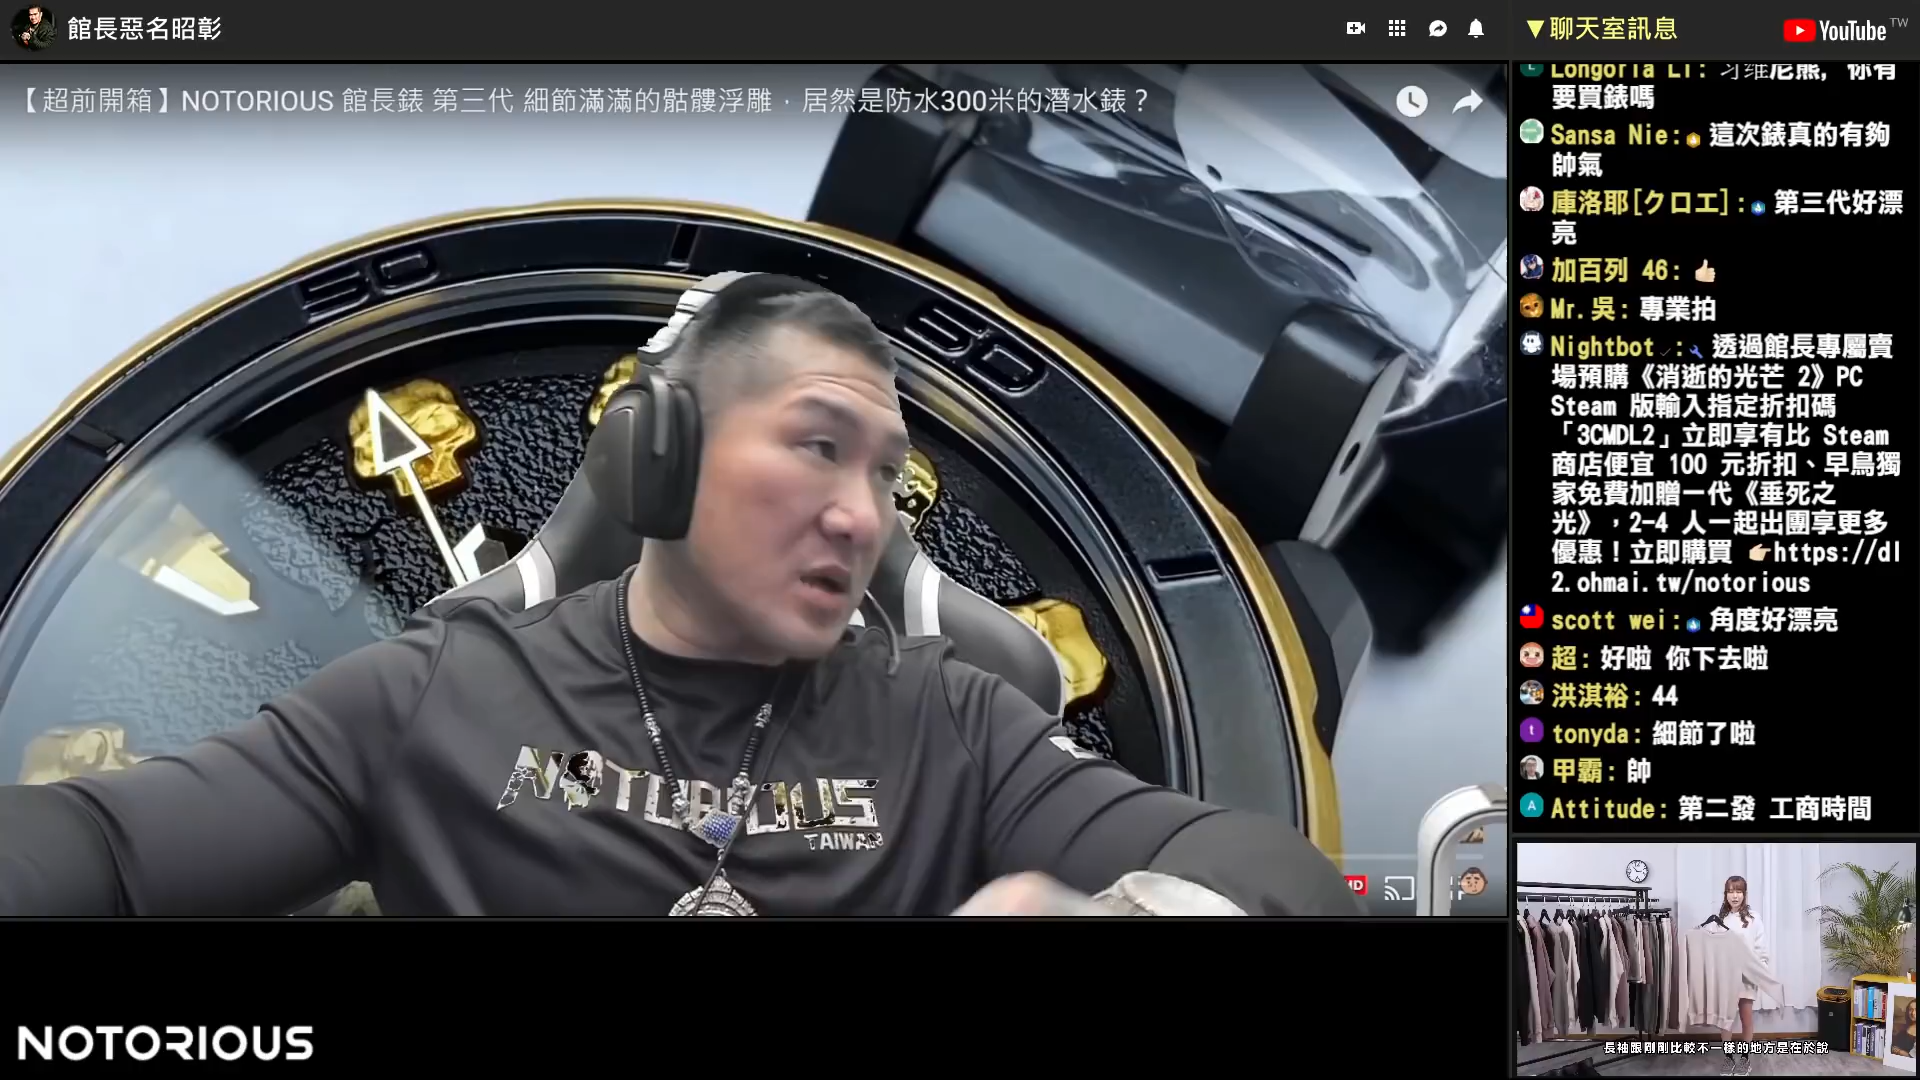 館長惡名昭彰
▼聊天室訊息
YouTube TW
【超前開箱】NOTORIOUS 館長錶 第三代 細節滿滿的骷髏浮雕．居然是防水300米的潛水錶？
50
50
NOTORIOUS
TAIWAN
HD
NOTORIOUS
Longoria Li: 刁维尼熊, 你有
要買錶嗎
Sansa Nie: 這次錶真的有夠
帥氣
庫洛耶[クロエ]: 第三代好漂
亮
加百列 46: 👍🏻
Mr.吳: 專業拍
Nightbot✓: 透過館長專屬賣
場預購《消逝的光芒 2》PC
Steam 版輸入指定折扣碼
「3CMDL2」立即享有比 Steam
商店便宜 100 元折扣、早鳥獨
家免費加贈一代《垂死之
光》，2-4 人一起出團享更多
優惠！立即購買 👉🏻https://dl
2.ohmai.tw/notorious
scott wei: 角度好漂亮
超: 好啦 你下去啦
洪淇裕: 44
t
tonyda: 細節了啦
甲霸: 帥
A
Attitude: 第二發 工商時間
長袖跟剛剛比較不一樣的地方是在於說